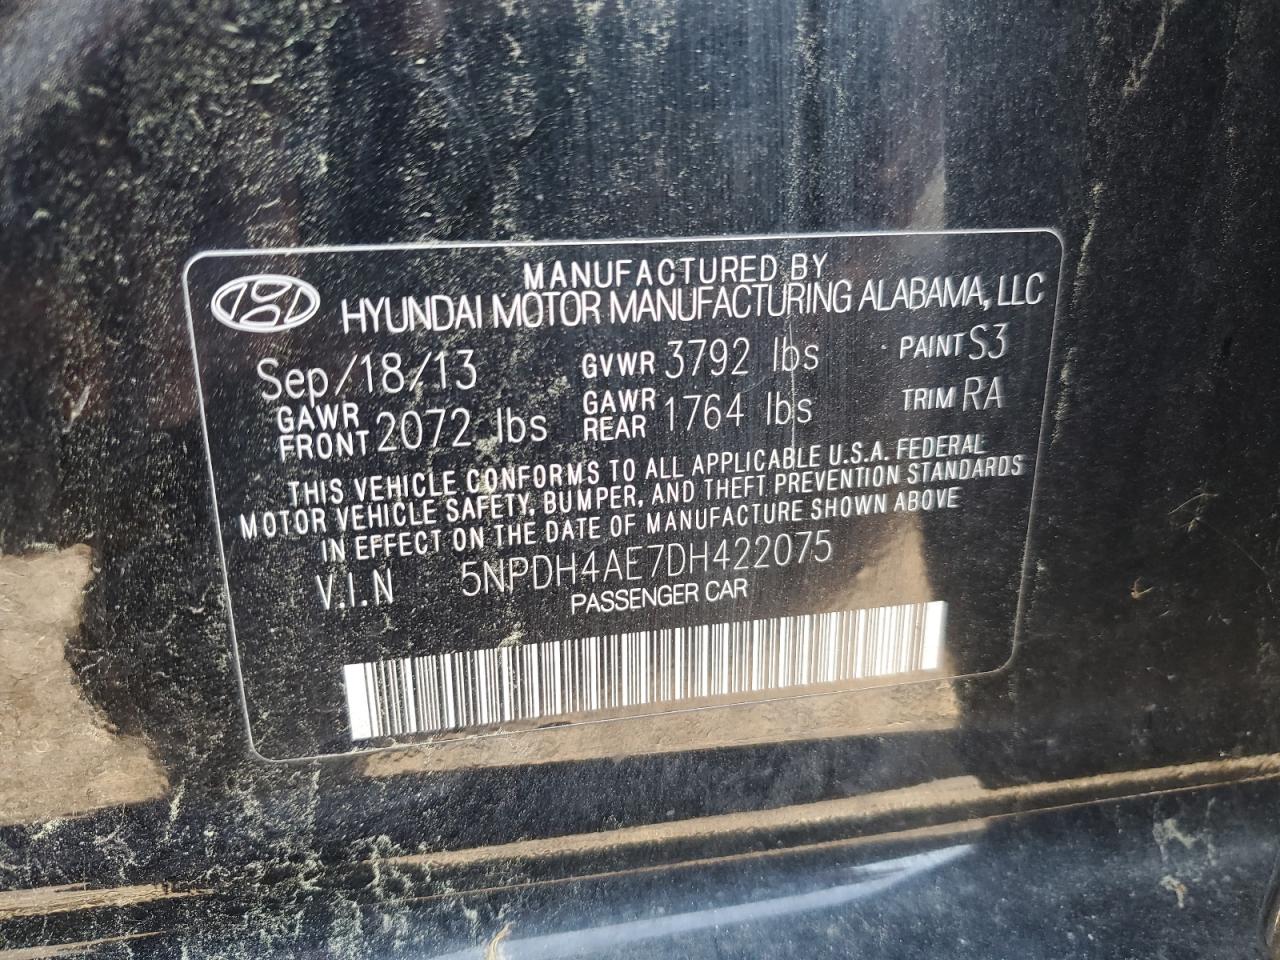 MANUFACTURED BY
HYUNDAI MOTOR MANUFACTURING ALABAMA, LLC
Sep/18/13 GVWR 3792 lbs PAINT S3
GAWR FRONT 2072 lbs GAWR REAR 1764 lbs TRIM RA
THIS VEHICLE CONFORMS TO ALL APPLICABLE U.S.A. FEDERAL
MOTOR VEHICLE SAFETY, BUMPER, AND THEFT PREVENTION STANDARDS
IN EFFECT ON THE DATE OF MANUFACTURE SHOWN ABOVE
V.I.N 5NPDH4AE7DH422075
PASSENGER CAR